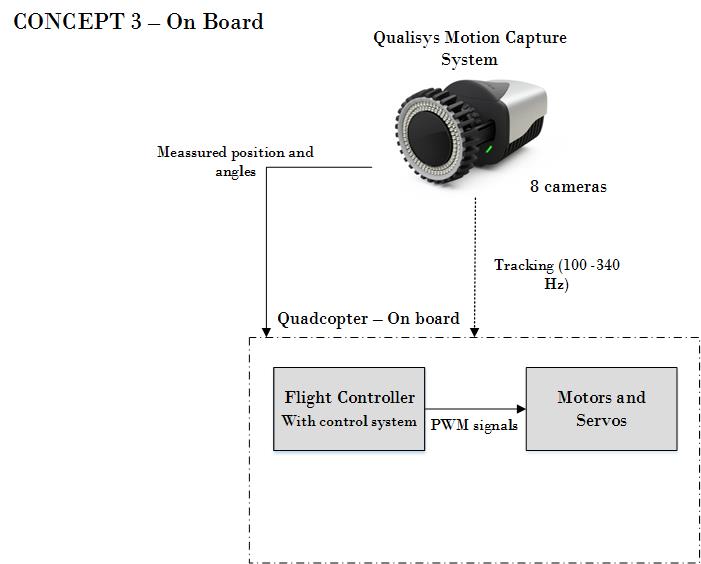 CONCEPT 3 – On Board
Qualisys Motion Capture
System
Meassured position and
angles
8 cameras
Tracking (100 -340
Hz)
Quadcopter – On board
Flight Controller
With control system
PWM signals
Motors and
Servos